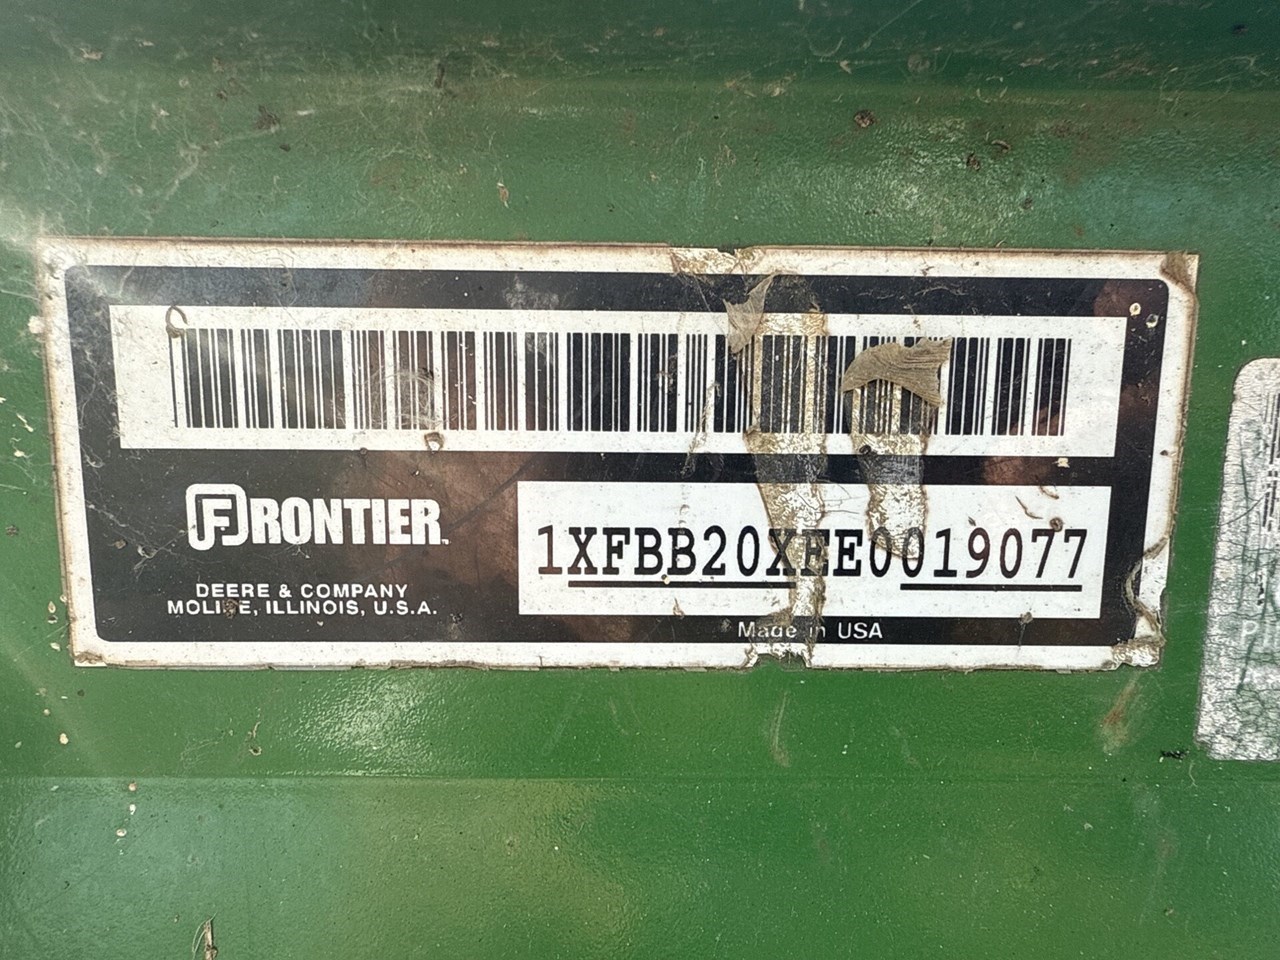 FRONTIER
DEERE & COMPANY
MOLINE, ILLINOIS, U.S.A.
1XFBB20XEE0019077
Made in USA